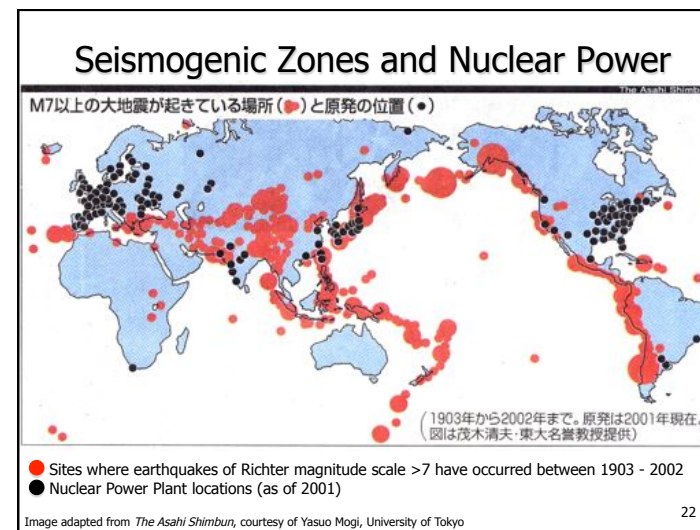 Seismogenic Zones and Nuclear Power
The Asahi Shimbu
M7以上の大地震が起きている場所(●)と原発の位置(●)
(1903年から2002年まで。原発は2001年現在。
図は茂木清夫・東大名誉教授提供)
Sites where earthquakes of Richter magnitude scale >7 have occurred between 1903 - 2002
Nuclear Power Plant locations (as of 2001)
Image adapted from The Asahi Shimbun, courtesy of Yasuo Mogi, University of Tokyo
22